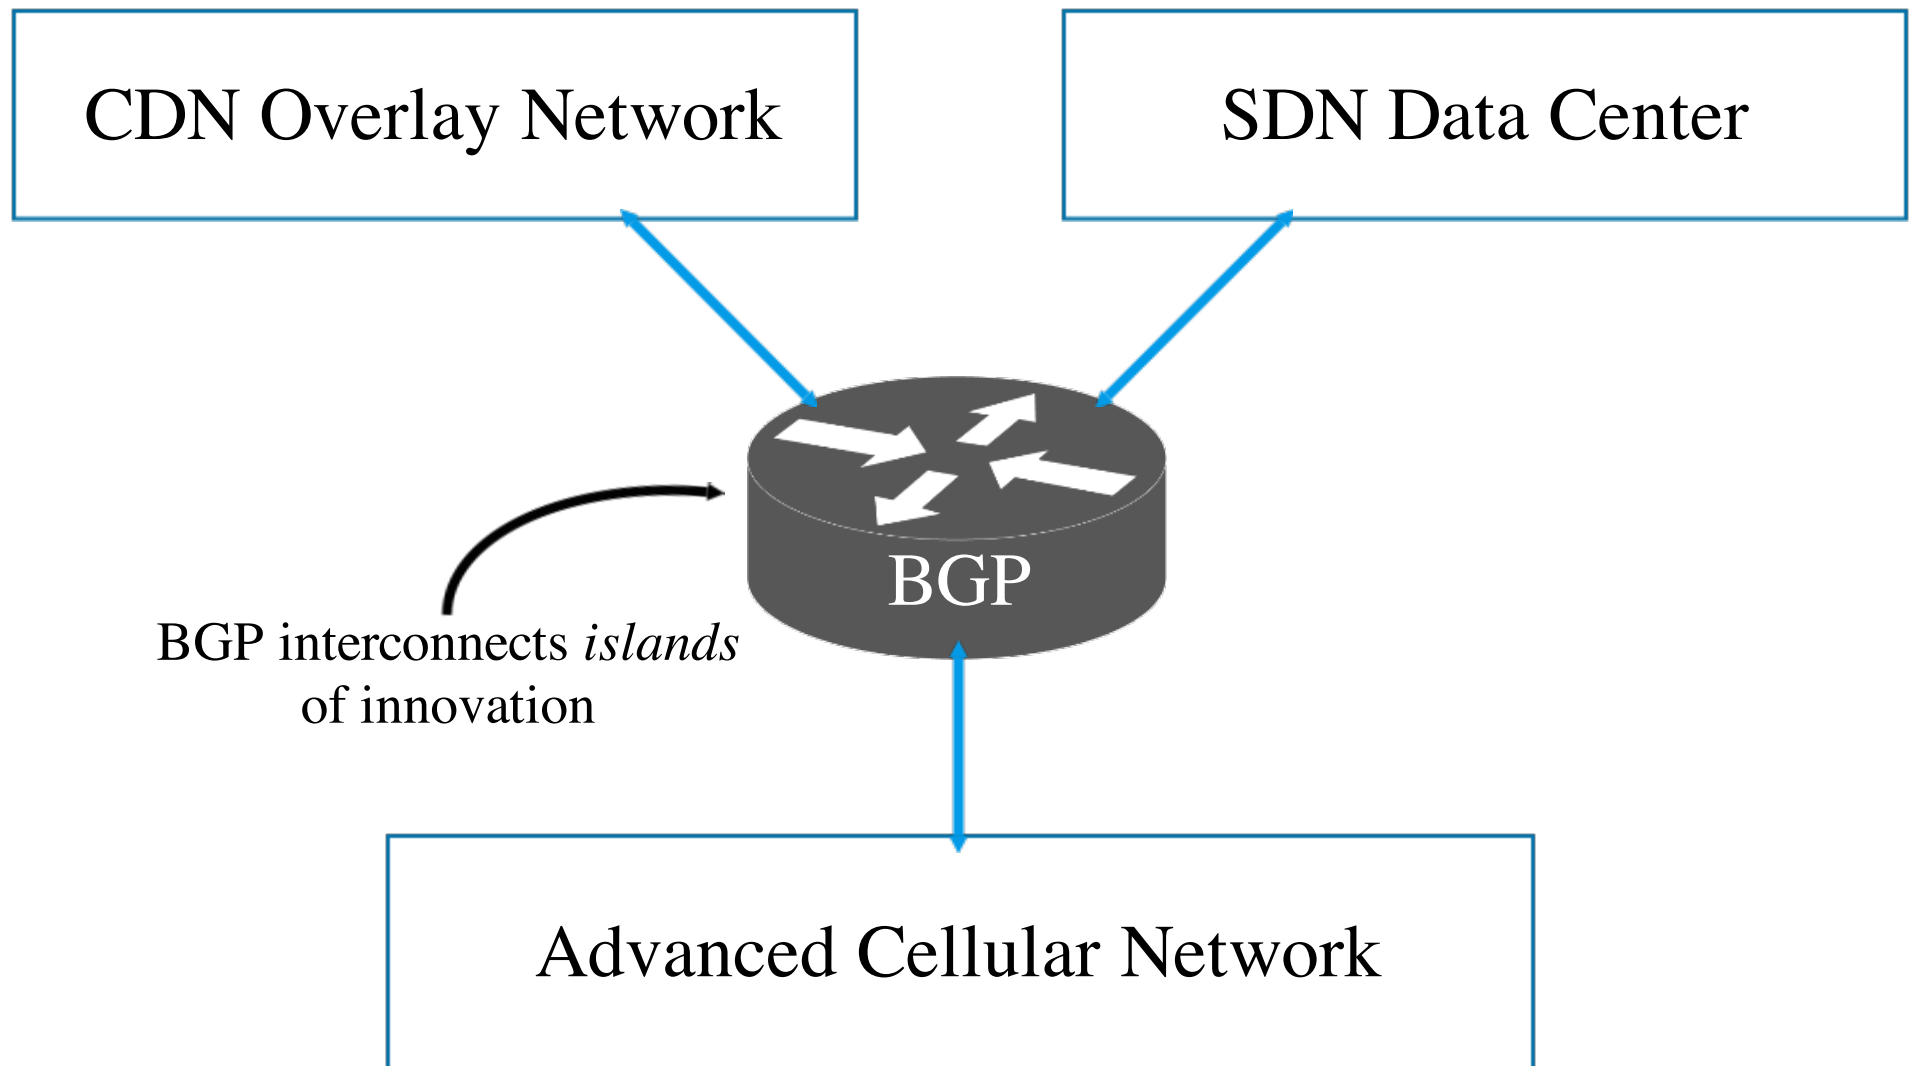 CDN Overlay Network
SDN Data Center
BGP
BGP interconnects islands
of innovation
Advanced Cellular Network